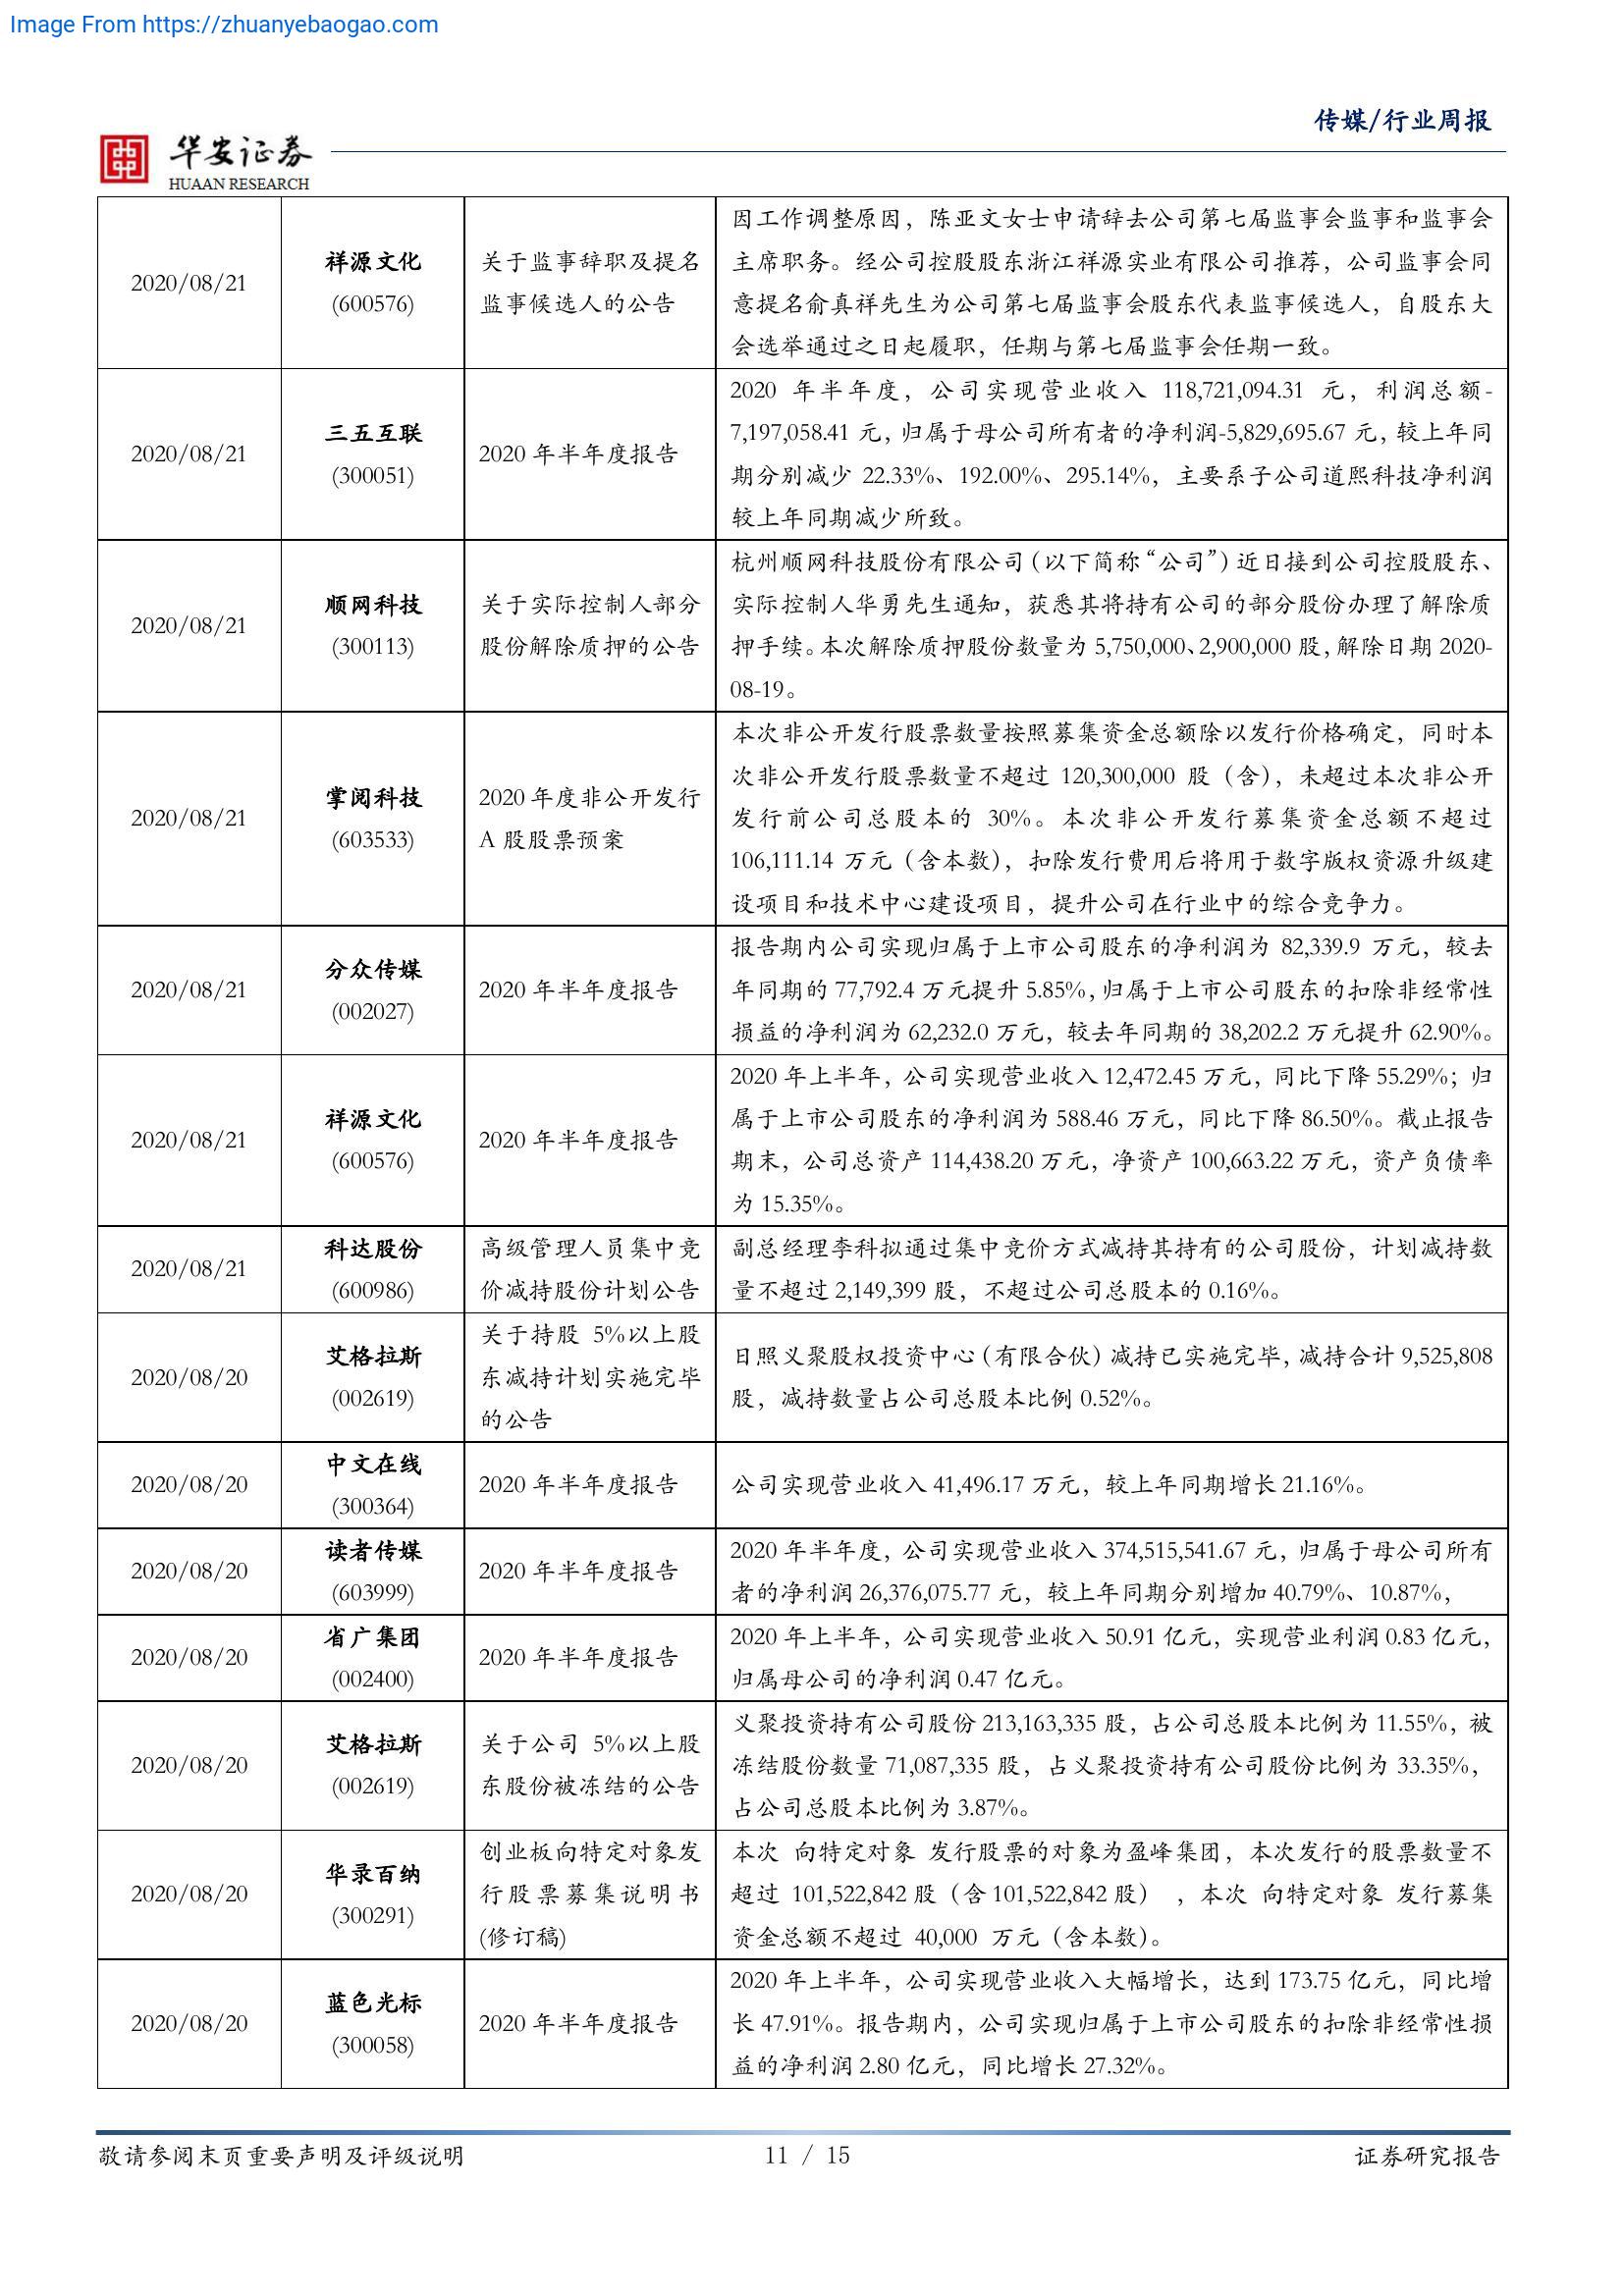 Image From https://zhuanyebaogao.com
传媒/行业周报
华安证券
HUAAN RESEARCH
2020/08/21
祥源文化
(600576)
关于监事辞职及提名
监事候选人的公告
因工作调整原因，陈亚文女士申请辞去公司第七届监事会监事和监事会
主席职务。经公司控股股东浙江祥源实业有限公司推荐，公司监事会同
意提名俞真祥先生为公司第七届监事会股东代表监事候选人，自股东大
会选举通过之日起履职，任期与第七届监事会任期一致。
2020/08/21
三五互联
(300051)
2020 年半年度报告
2020 年半年度，公司实现营业收入 118,721,094.31 元，利润总额-
7,197,058.41 元，归属于母公司所有者的净利润-5,829,695.67 元，较上年同
期分别减少 22.33%、192.00%、295.14%，主要系子公司道熙科技净利润
较上年同期减少所致。
2020/08/21
顺网科技
(300113)
关于实际控制人部分
股份解除质押的公告
杭州顺网科技股份有限公司（以下简称“公司”）近日接到公司控股股东、
实际控制人华勇先生通知，获悉其将持有公司的部分股份办理了解除质
押手续。本次解除质押股份数量为 5,750,000、2,900,000 股，解除日期 2020-
08-19。
2020/08/21
掌阅科技
(603533)
2020 年度非公开发行
A 股股票预案
本次非公开发行股票数量按照募集资金总额除以发行价格确定，同时本
次非公开发行股票数量不超过 120,300,000 股（含），未超过本次非公开
发行前公司总股本的 30%。本次非公开发行募集资金总额不超过
106,111.14 万元（含本数），扣除发行费用后将用于数字版权资源升级建
设项目和技术中心建设项目，提升公司在行业中的综合竞争力。
2020/08/21
分众传媒
(002027)
2020 年半年度报告
报告期内公司实现归属于上市公司股东的净利润为 82,339.9 万元，较去
年同期的 77,792.4 万元提升 5.85%，归属于上市公司股东的扣除非经常性
损益的净利润为 62,232.0 万元，较去年同期的 38,202.2 万元提升 62.90%。
2020/08/21
祥源文化
(600576)
2020 年半年度报告
2020 年上半年，公司实现营业收入 12,472.45 万元，同比下降 55.29%；归
属于上市公司股东的净利润为 588.46 万元，同比下降 86.50%。截止报告
期末，公司总资产 114,438.20 万元，净资产 100,663.22 万元，资产负债率
为 15.35%。
2020/08/21
科达股份
(600986)
高级管理人员集中竞
价减持股份计划公告
副总经理李科拟通过集中竞价方式减持其持有的公司股份，计划减持数
量不超过 2,149,399 股，不超过公司总股本的 0.16%。
2020/08/20
艾格拉斯
(002619)
关于持股 5%以上股
东减持计划实施完毕
的公告
日照义聚股权投资中心（有限合伙）减持已实施完毕，减持合计 9,525,808
股，减持数量占公司总股本比例 0.52%。
2020/08/20
中文在线
(300364)
2020 年半年度报告
公司实现营业收入 41,496.17 万元，较上年同期增长 21.16%。
2020/08/20
读者传媒
(603999)
2020 年半年度报告
2020 年半年度，公司实现营业收入 374,515,541.67 元，归属于母公司所有
者的净利润 26,376,075.77 元，较上年同期分别增加 40.79%、10.87%，
2020/08/20
省广集团
(002400)
2020 年半年度报告
2020 年上半年，公司实现营业收入 50.91 亿元，实现营业利润 0.83 亿元，
归属母公司的净利润 0.47 亿元。
2020/08/20
艾格拉斯
(002619)
关于公司 5%以上股
东股份被冻结的公告
义聚投资持有公司股份 213,163,335 股，占公司总股本比例为 11.55%，被
冻结股份数量 71,087,335 股，占义聚投资持有公司股份比例为 33.35%，
占公司总股本比例为 3.87%。
2020/08/20
华录百纳
(300291)
创业板向特定对象发
行股票募集说明书
(修订稿)
本次 向特定对象 发行股票的对象为盈峰集团，本次发行的股票数量不
超过 101,522,842 股（含 101,522,842 股） ，本次 向特定对象 发行募集
资金总额不超过 40,000 万元（含本数）。
2020/08/20
蓝色光标
(300058)
2020 年半年度报告
2020 年上半年，公司实现营业收入大幅增长，达到 173.75 亿元，同比增
长 47.91%。报告期内，公司实现归属于上市公司股东的扣除非经常性损
益的净利润 2.80 亿元，同比增长 27.32%。
敬请参阅末页重要声明及评级说明
11 / 15
证券研究报告